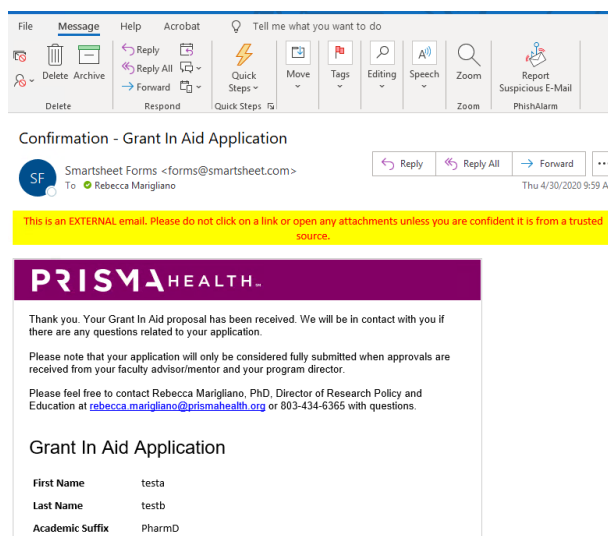 File Message Help Acrobat Tell me what you want to do
Delete Archive
Reply
Reply All
Forward
Quick Steps
Move
Tags
Editing
Speech
Zoom
Report Suspicious E-Mail
Delete Respond Quick Steps Zoom PhishAlarm
Confirmation - Grant In Aid Application
SF
Smartsheet Forms <forms@smartsheet.com>
To Rebecca Marigliano
Reply Reply All Forward
Thu 4/30/2020 9:59 A
This is an EXTERNAL email. Please do not click on a link or open any attachments unless you are confident it is from a trusted
source.
PRISMA HEALTH
Thank you. Your Grant In Aid proposal has been received. We will be in contact with you if
there are any questions related to your application.
Please note that your application will only be considered fully submitted when approvals are
received from your faculty advisor/mentor and your program director.
Please feel free to contact Rebecca Marigliano, PhD, Director of Research Policy and
Education at rebecca.marigliano@prismahealth.org or 803-434-6365 with questions.
Grant In Aid Application
First Name testa
Last Name testb
Academic Suffix PharmD